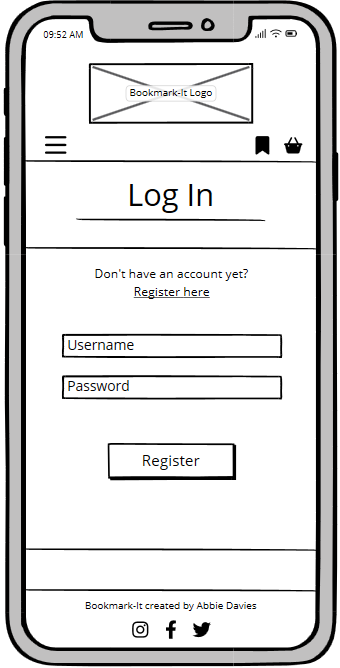 09:52 AM
Bookmark-It Logo
Log In
Don't have an account yet?
Register here
Username
Password
Register
Bookmark-It created by Abbie Davies